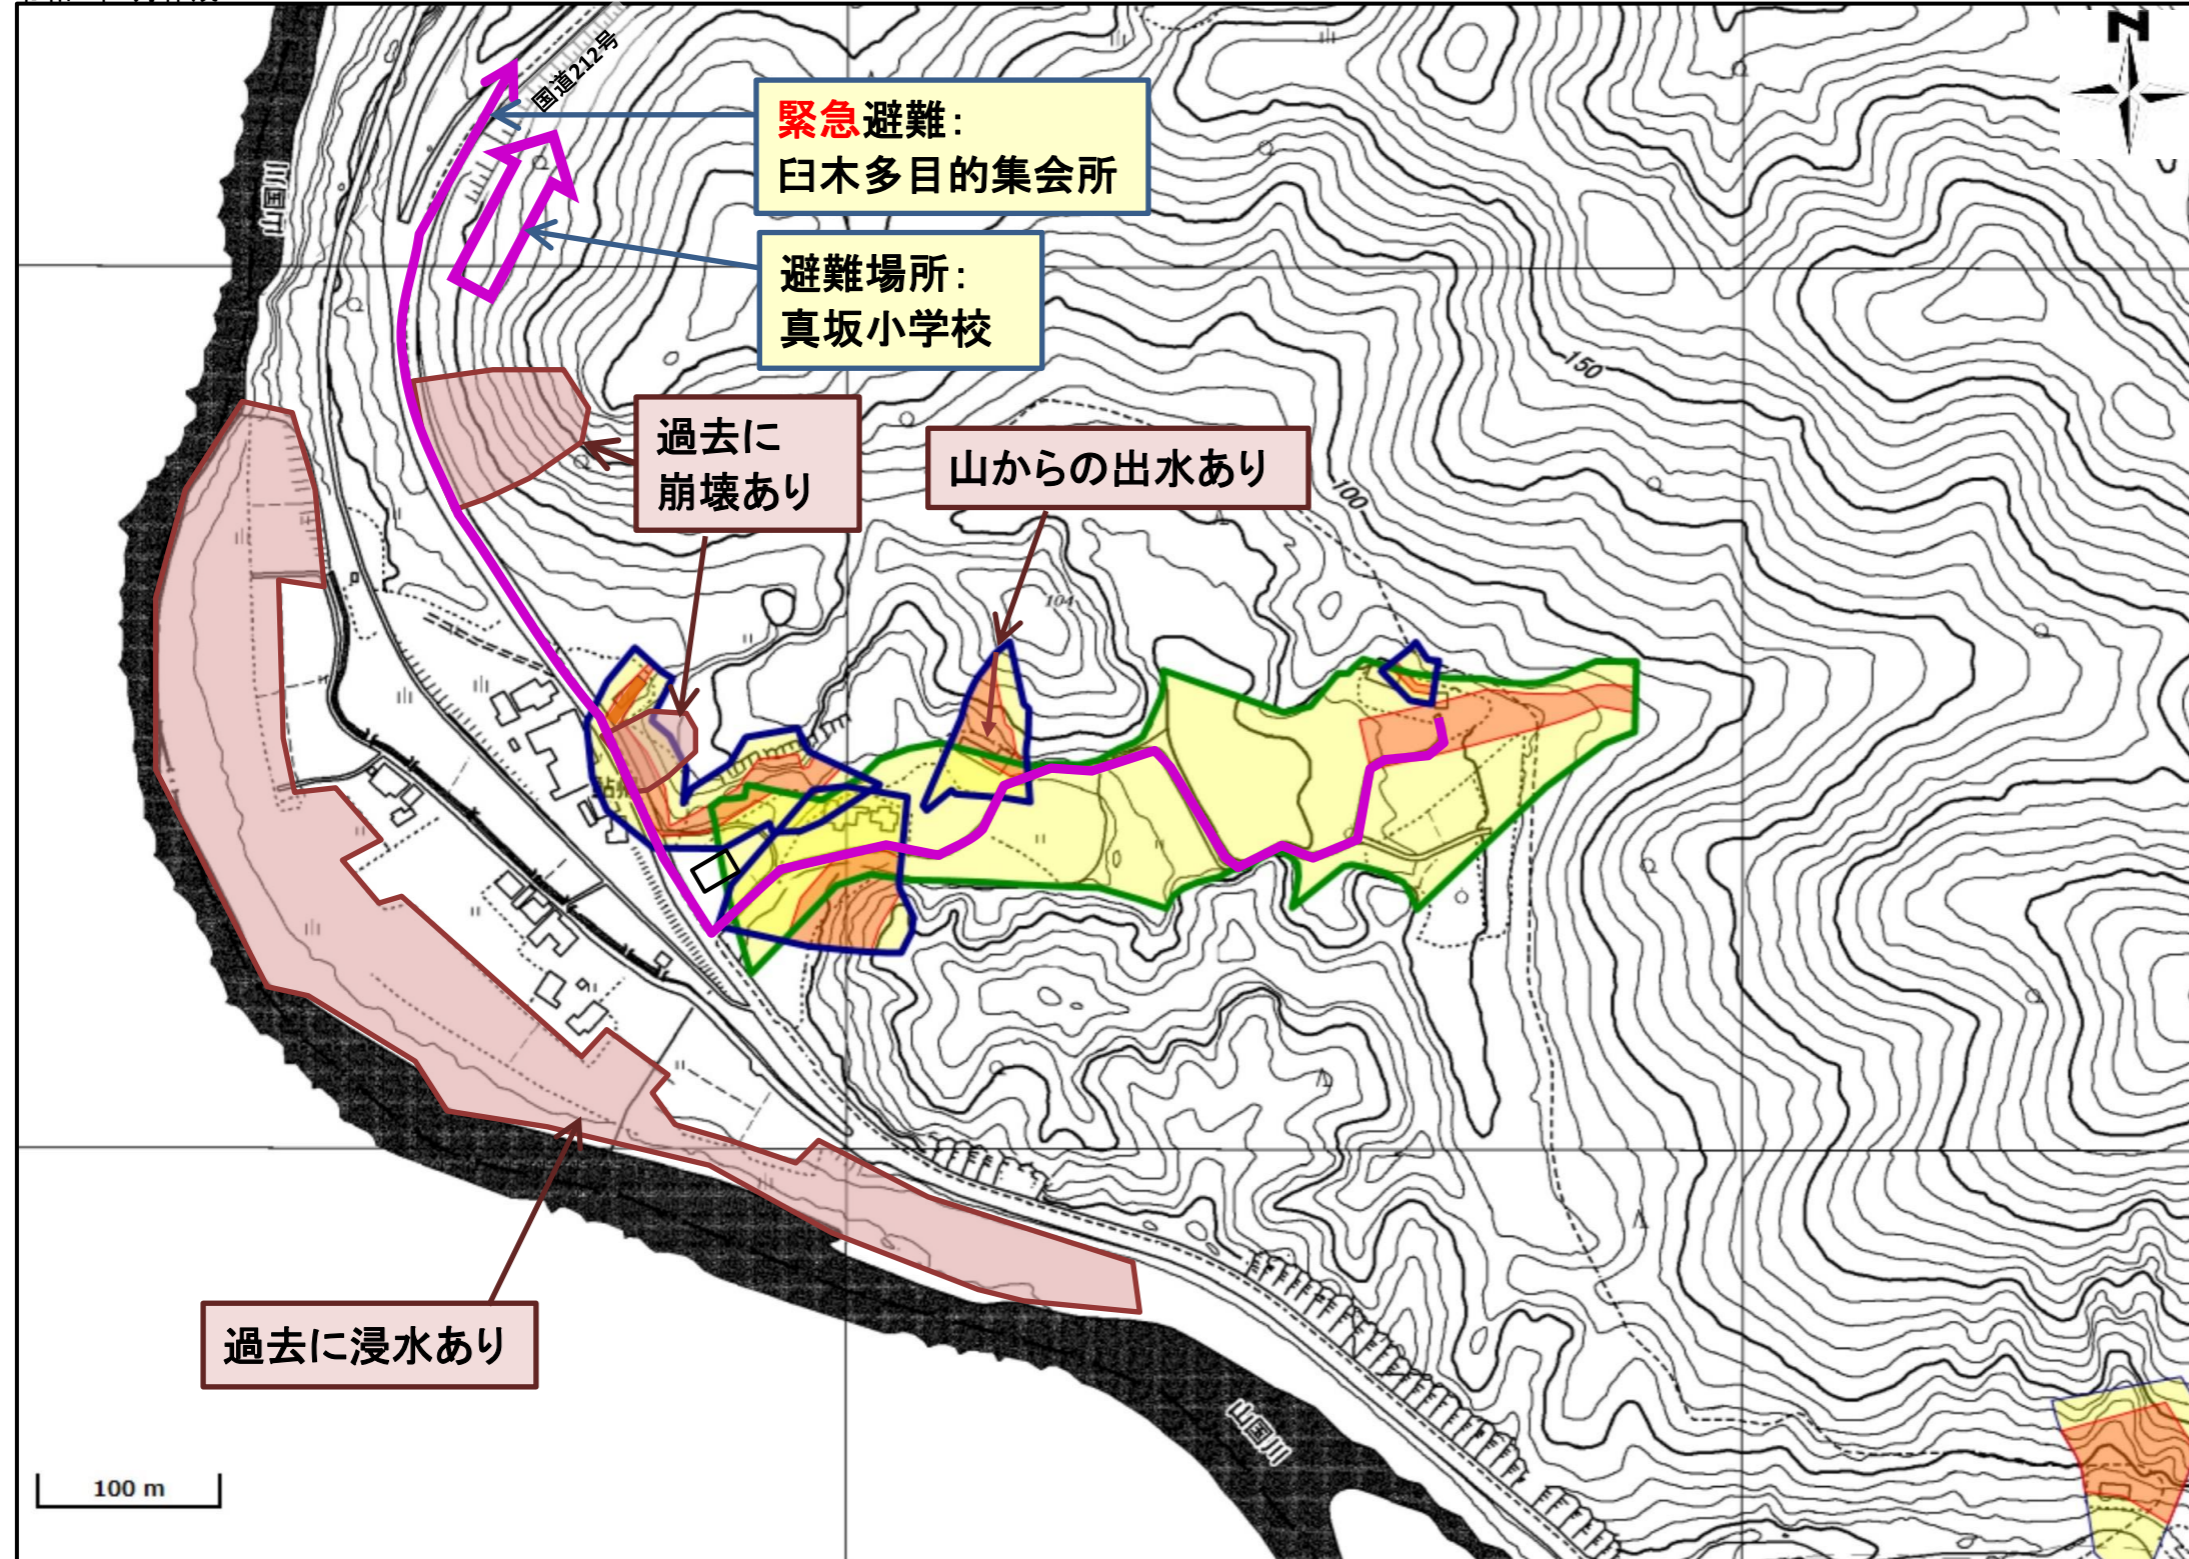 N
国道212号
緊急避難：
臼木多目的集会所
避難場所：
真坂小学校
山国川
150
過去に
崩壊あり
山からの出水あり
100
104
過去に浸水あり
山国川
100 m